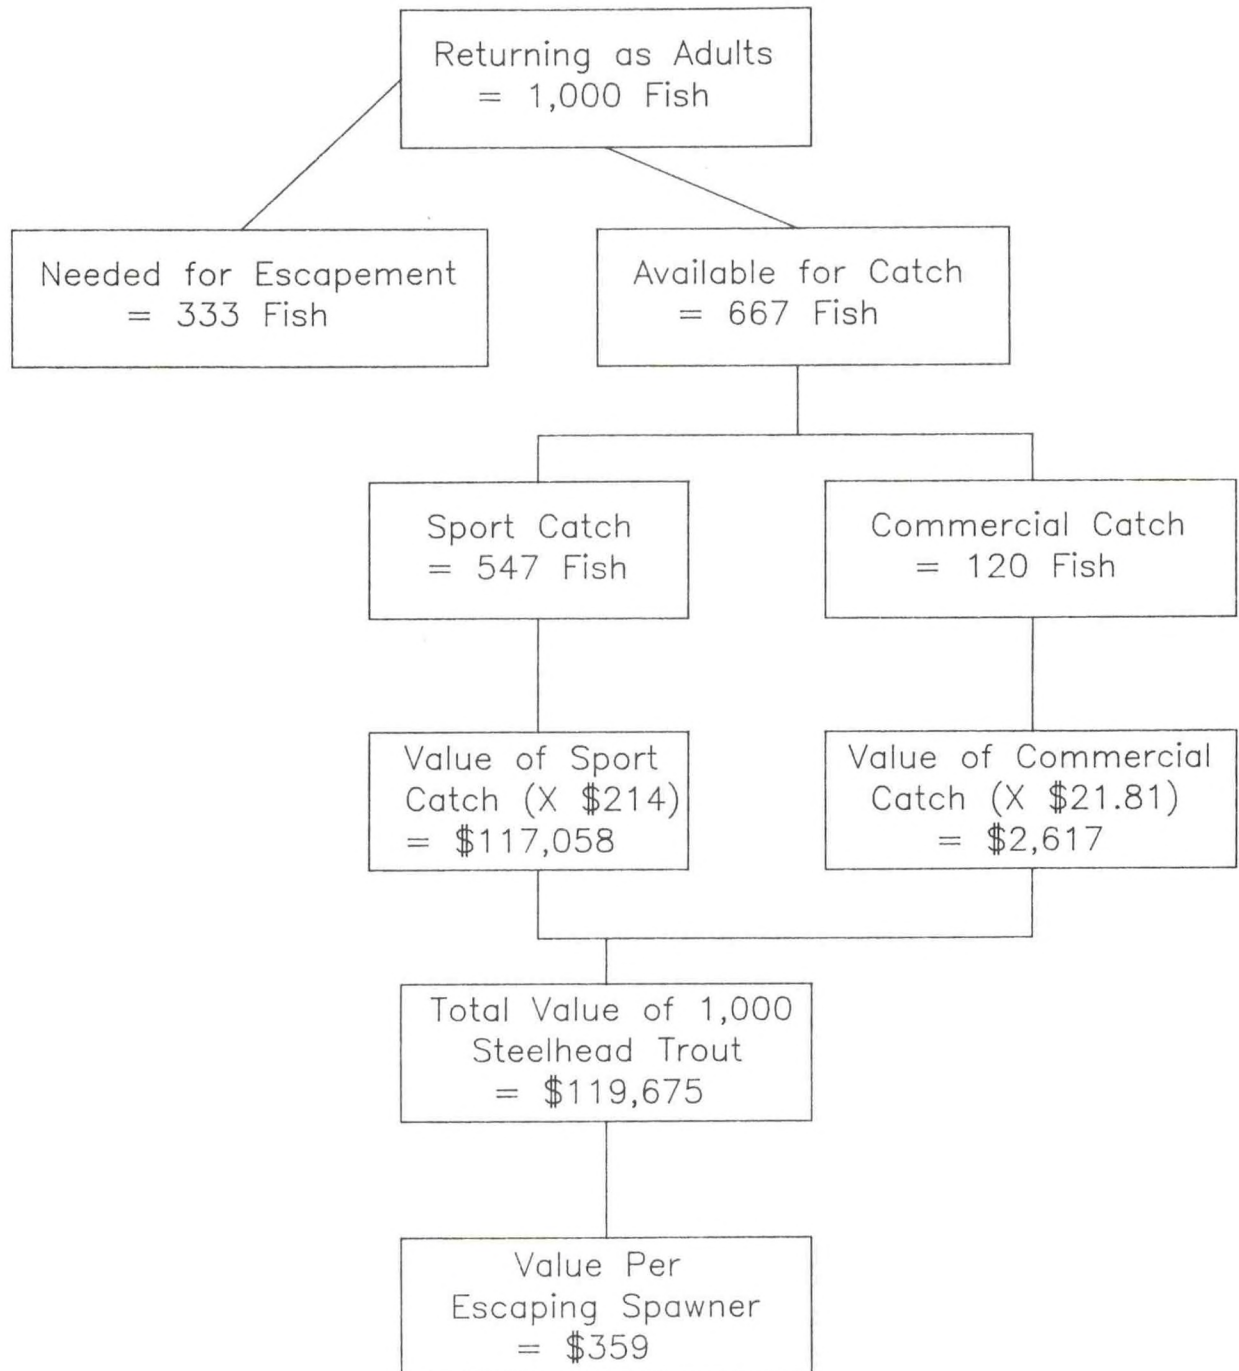 Returning as Adults
= 1,000 Fish
Needed for Escapement
= 333 Fish
Available for Catch
= 667 Fish
Sport Catch
= 547 Fish
Commercial Catch
= 120 Fish
Value of Sport
Catch (X $214)
= $117,058
Value of Commercial
Catch (X $21.81)
= $2,617
Total Value of 1,000
Steelhead Trout
= $119,675
Value Per
Escaping Spawner
= $359